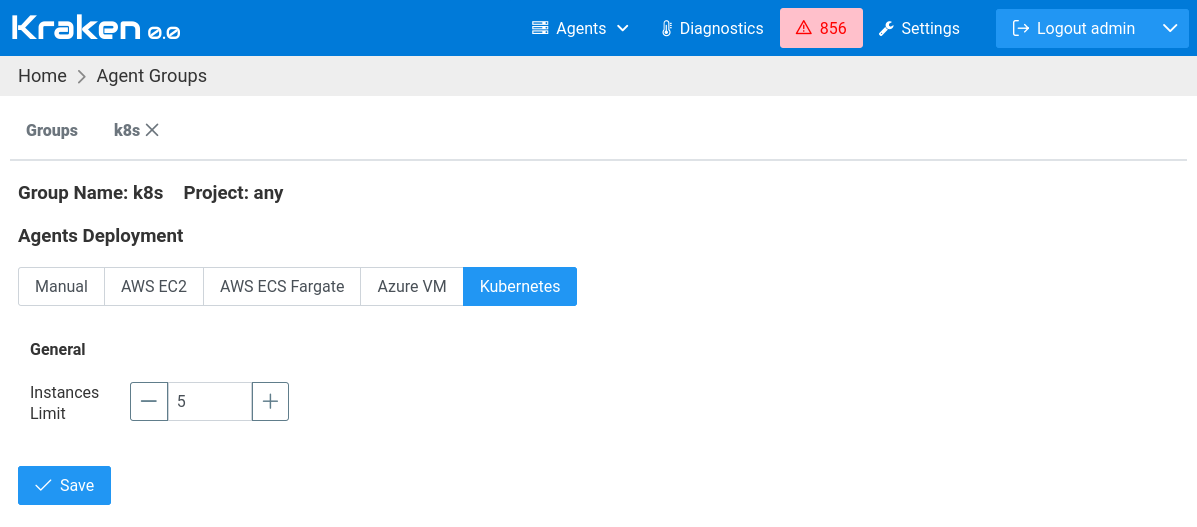 Kraken 0.0 Agents Diagnostics 856 Settings Logout admin
Home Agent Groups
Groups k8s
Group Name: k8s Project: any
Agents Deployment
Manual AWS EC2 AWS ECS Fargate Azure VM Kubernetes
General
Instances
Limit
5
Save